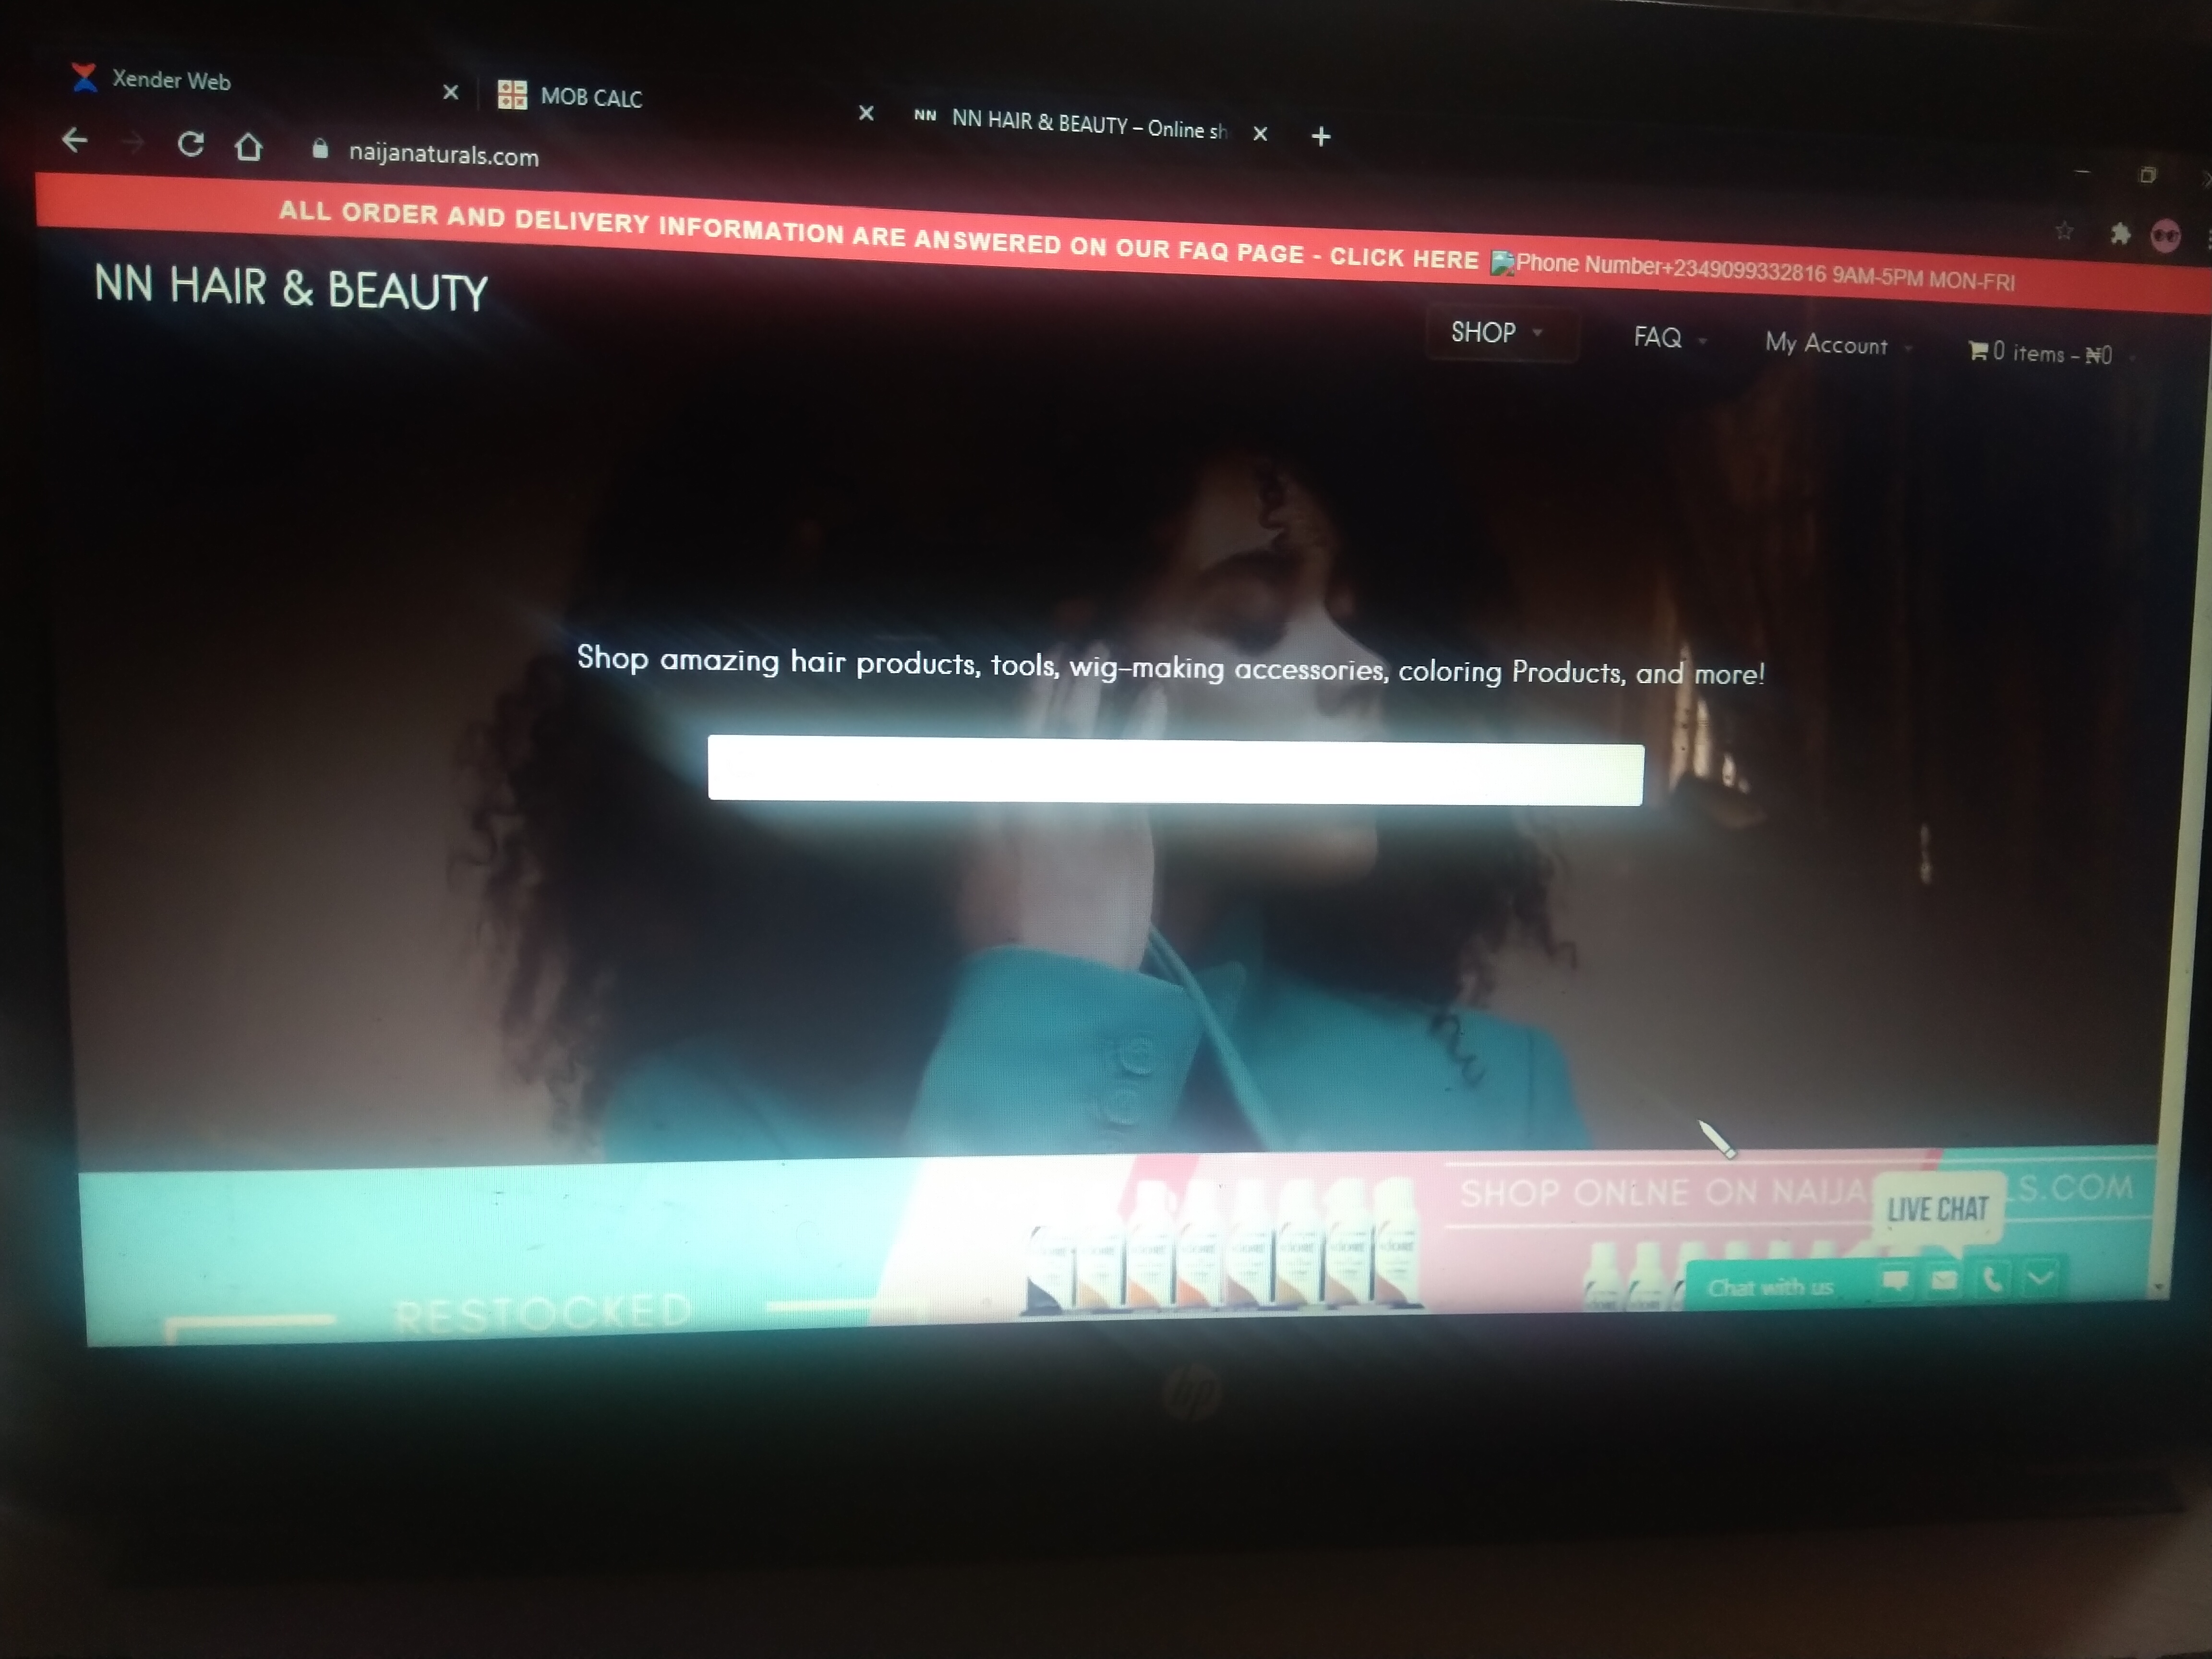 Xender Web
MOB CALC
NN NN HAIR & BEAUTY – Online sh
naijanaturals.com
ALL ORDER AND DELIVERY INFORMATION ARE ANSWERED ON OUR FAQ PAGE - CLICK HERE Phone Number+2349099332816 9AM-5PM MON-FRI
NN HAIR & BEAUTY
SHOP FAQ My Account 0 items – ₦0
Shop amazing hair products, tools, wig-making accessories, coloring Products, and more!
SHOP ONLNE ON NAIJA LS.COM
LIVE CHAT
Chat with us
RESTOCKED
hp